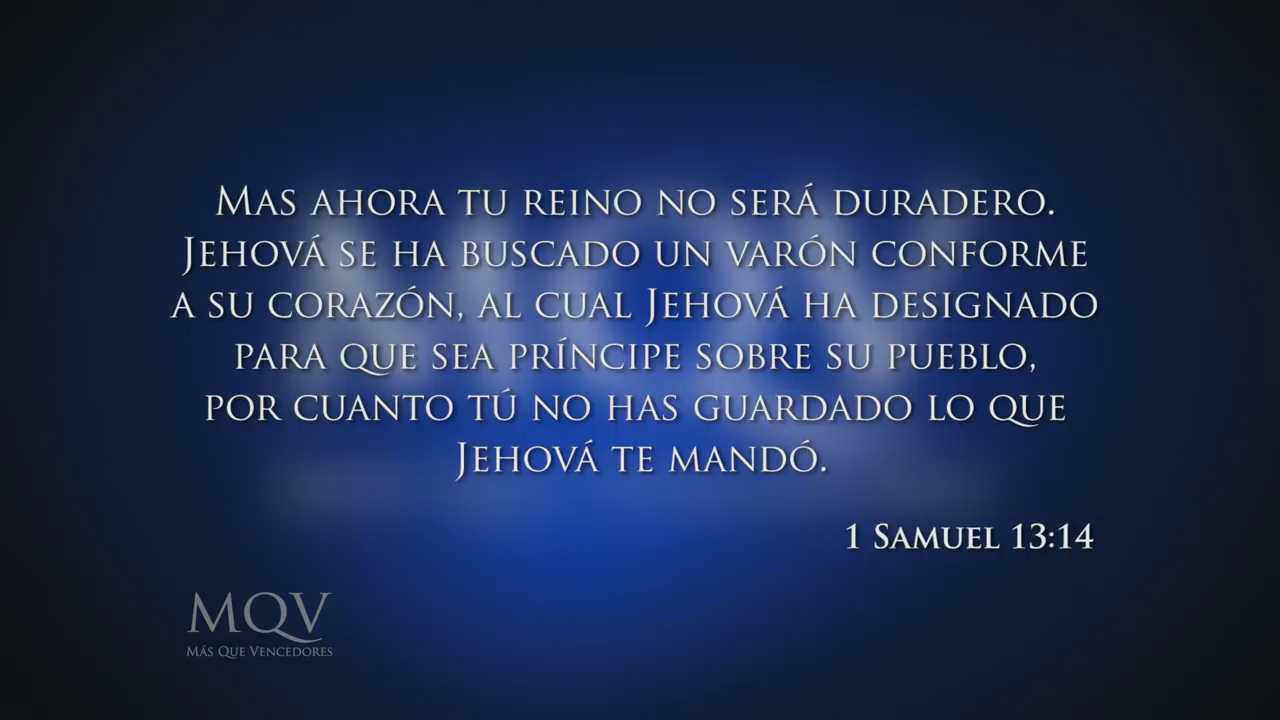 Mas ahora tu reino no será duradero.
Jehová se ha buscado un varón conforme
a su corazón, al cual Jehová ha designado
para que sea príncipe sobre su pueblo,
por cuanto tú no has guardado lo que
Jehová te mandó.
1 Samuel 13:14
MQV
Más Que Vencedores